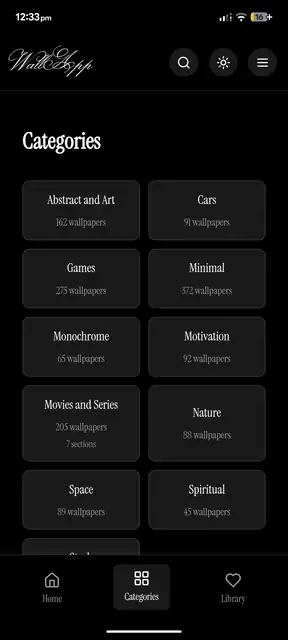 12:33pm
16+
WallApp
Categories
Abstract and Art
162 wallpapers
Cars
91 wallpapers
Games
275 wallpapers
Minimal
372 wallpapers
Monochrome
65 wallpapers
Motivation
92 wallpapers
Movies and Series
205 wallpapers
7 sections
Nature
88 wallpapers
Space
89 wallpapers
Spiritual
45 wallpapers
Home
Categories
Library